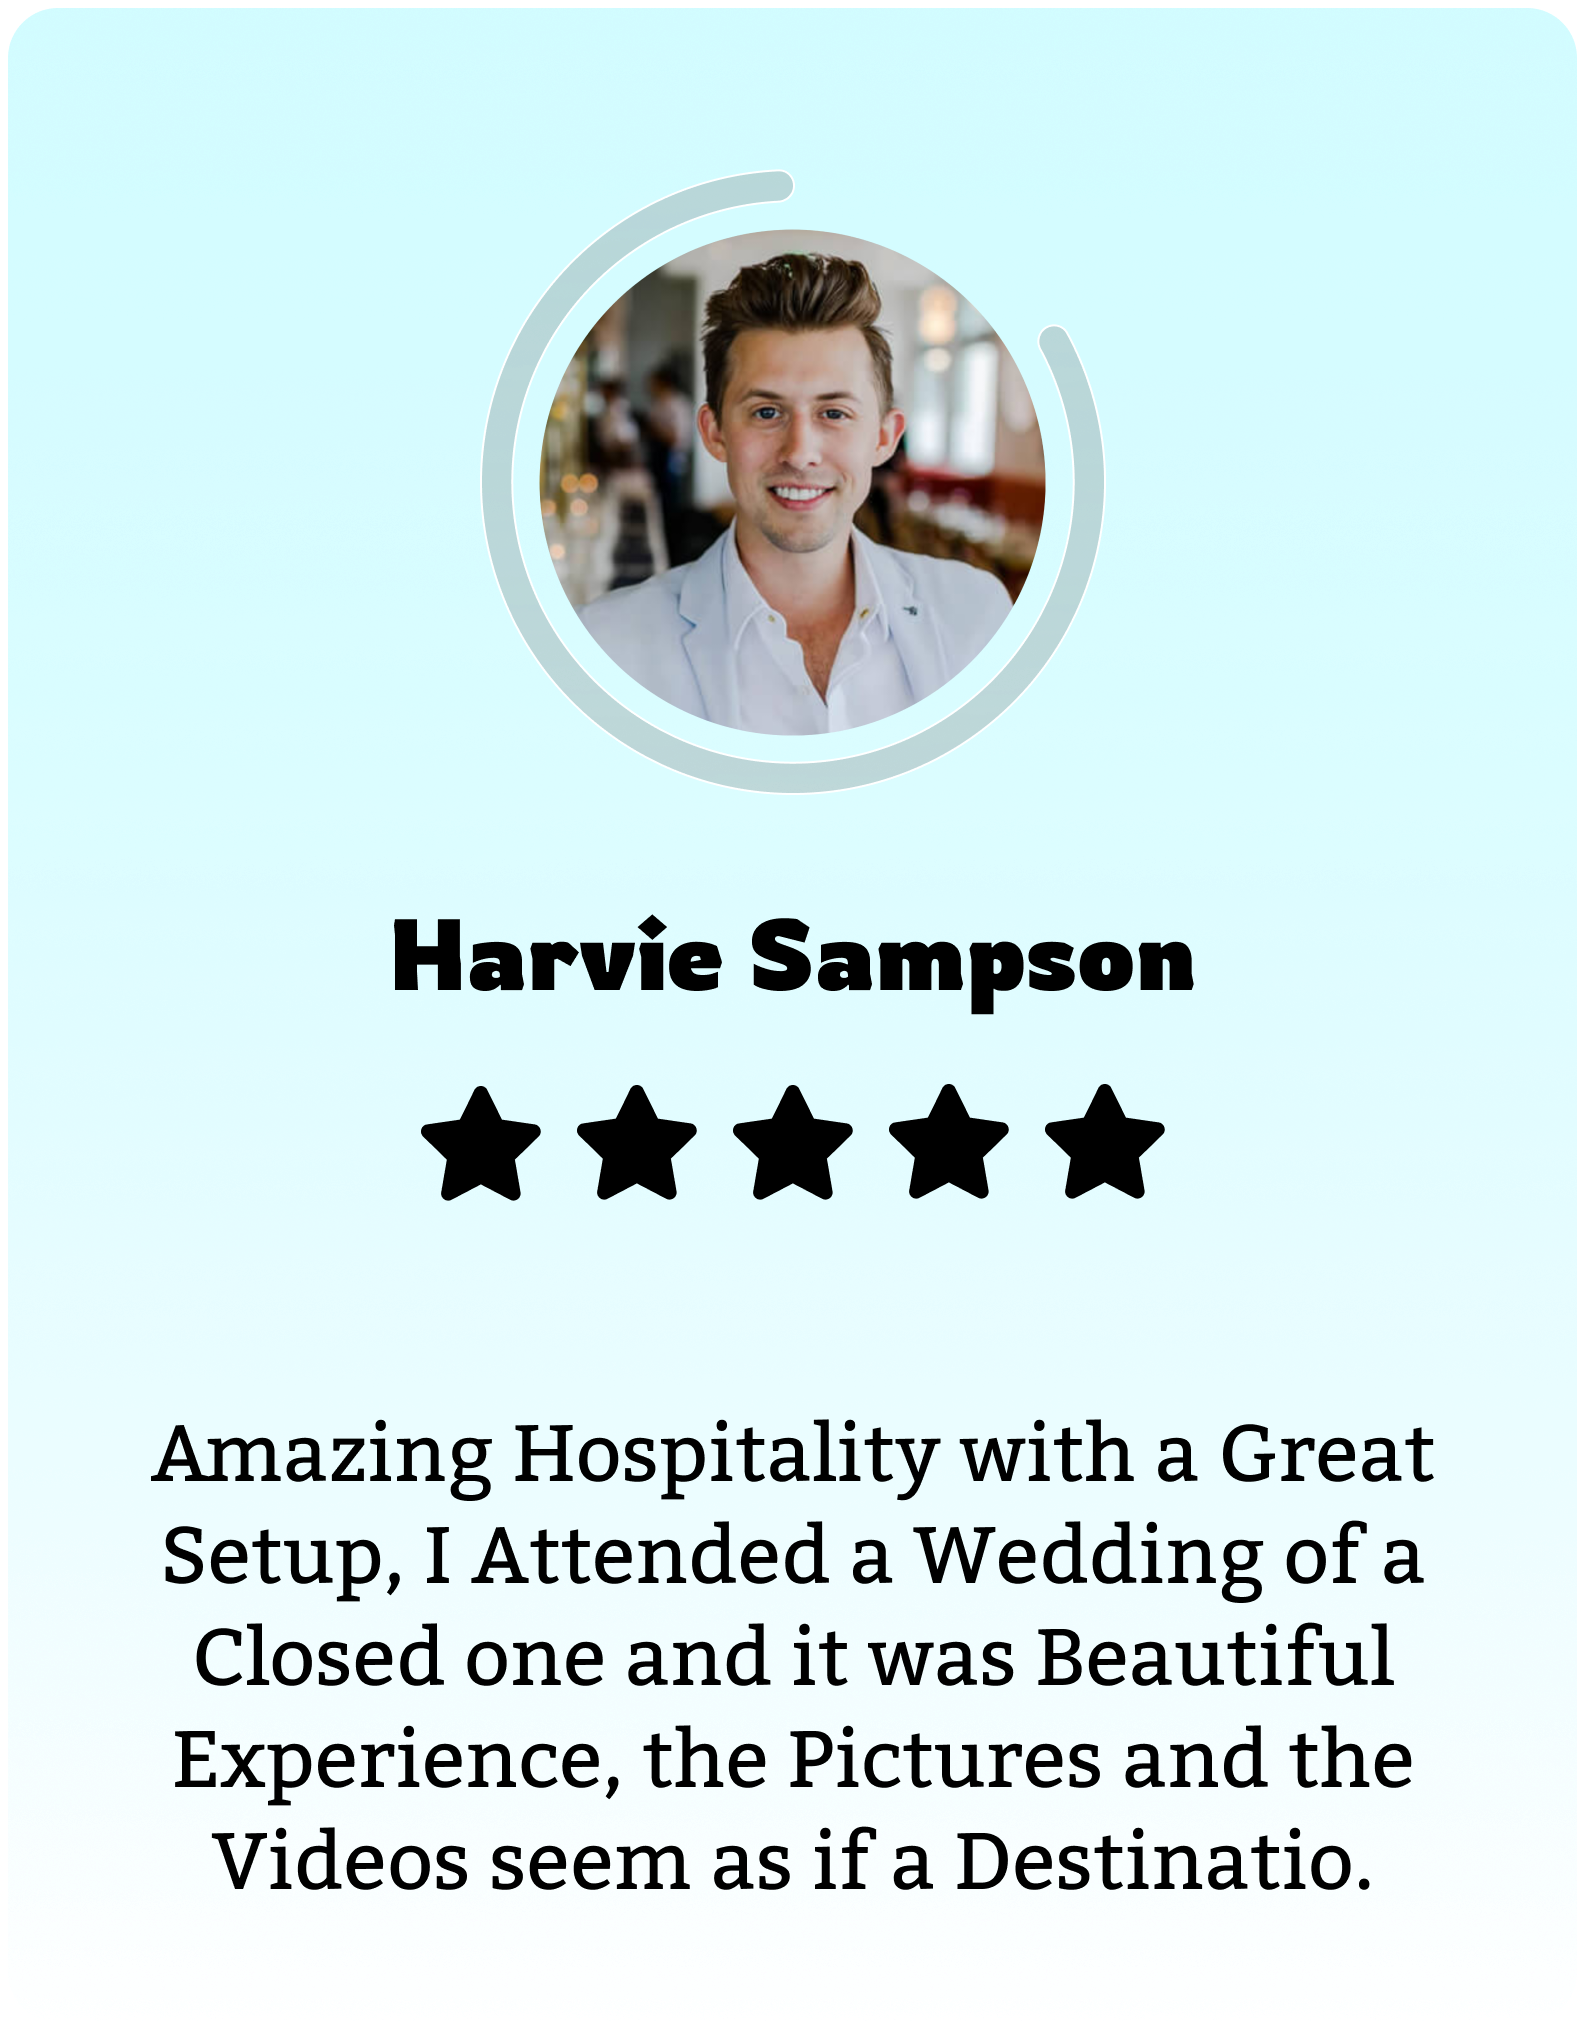 Harvie Sampson
Amazing Hospitality with a Great
Setup, I Attended a Wedding of a
Closed one and it was Beautiful
Experience, the Pictures and the
Videos seem as if a Destinatio.